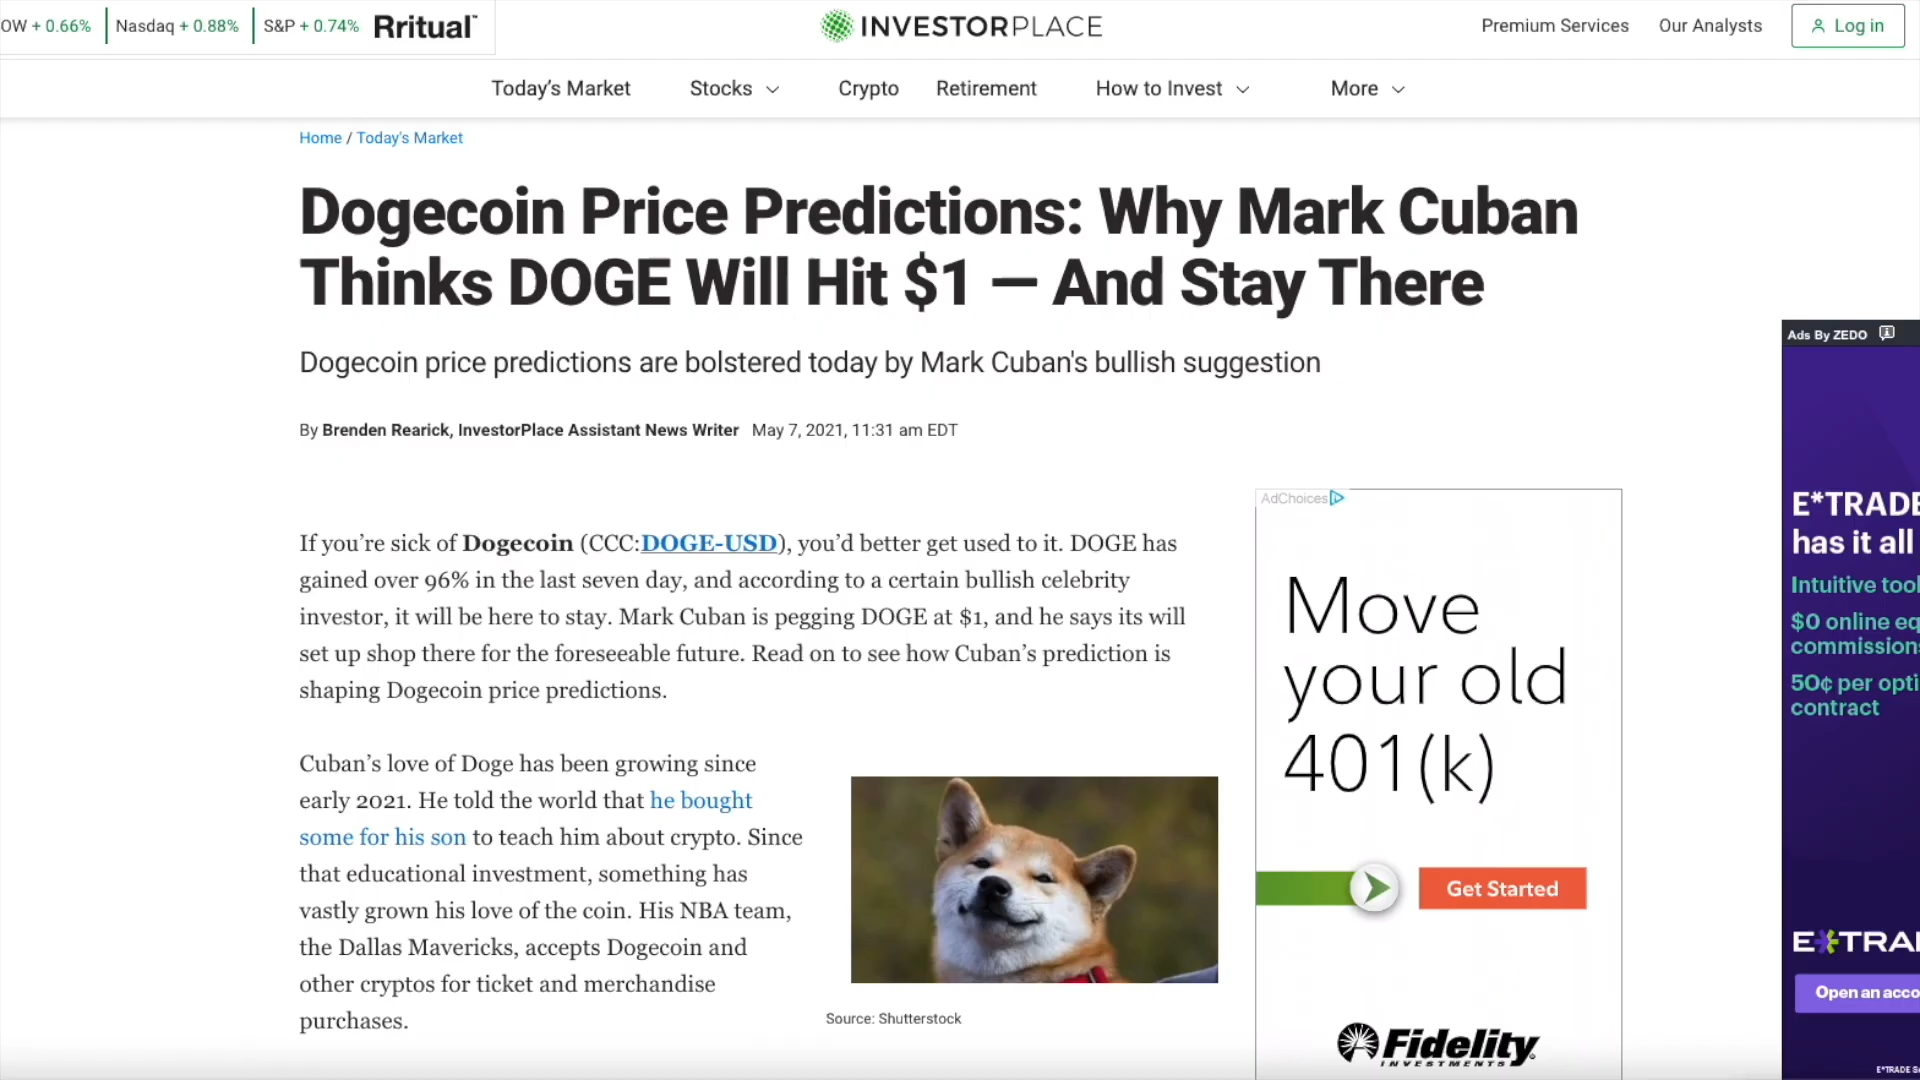 OW + 0.66% Nasdaq + 0.88% S&P + 0.74% Rritual™
INVESTORPLACE
Premium Services Our Analysts Log in
Today’s Market Stocks Crypto Retirement How to Invest More
Home / Today's Market
Dogecoin Price Predictions: Why Mark Cuban
Thinks DOGE Will Hit $1 — And Stay There
Dogecoin price predictions are bolstered today by Mark Cuban's bullish suggestion
By Brenden Rearick, InvestorPlace Assistant News Writer May 7, 2021, 11:31 am EDT
If you’re sick of Dogecoin (CCC:DOGE-USD), you’d better get used to it. DOGE has
gained over 96% in the last seven day, and according to a certain bullish celebrity
investor, it will be here to stay. Mark Cuban is pegging DOGE at $1, and he says its will
set up shop there for the foreseeable future. Read on to see how Cuban’s prediction is
shaping Dogecoin price predictions.
Cuban’s love of Doge has been growing since
early 2021. He told the world that he bought
some for his son to teach him about crypto. Since
that educational investment, something has
vastly grown his love of the coin. His NBA team,
the Dallas Mavericks, accepts Dogecoin and
other cryptos for ticket and merchandise
purchases.
Source: Shutterstock
AdChoices
Move
your old
401(k)
Get Started
Fidelity
INVESTMENTS
Ads By ZEDO
E*TRADE
has it all
Intuitive tool
$0 online eq
commission
50¢ per opti
contract
E*TRA
Open an acco
E*TRADE S